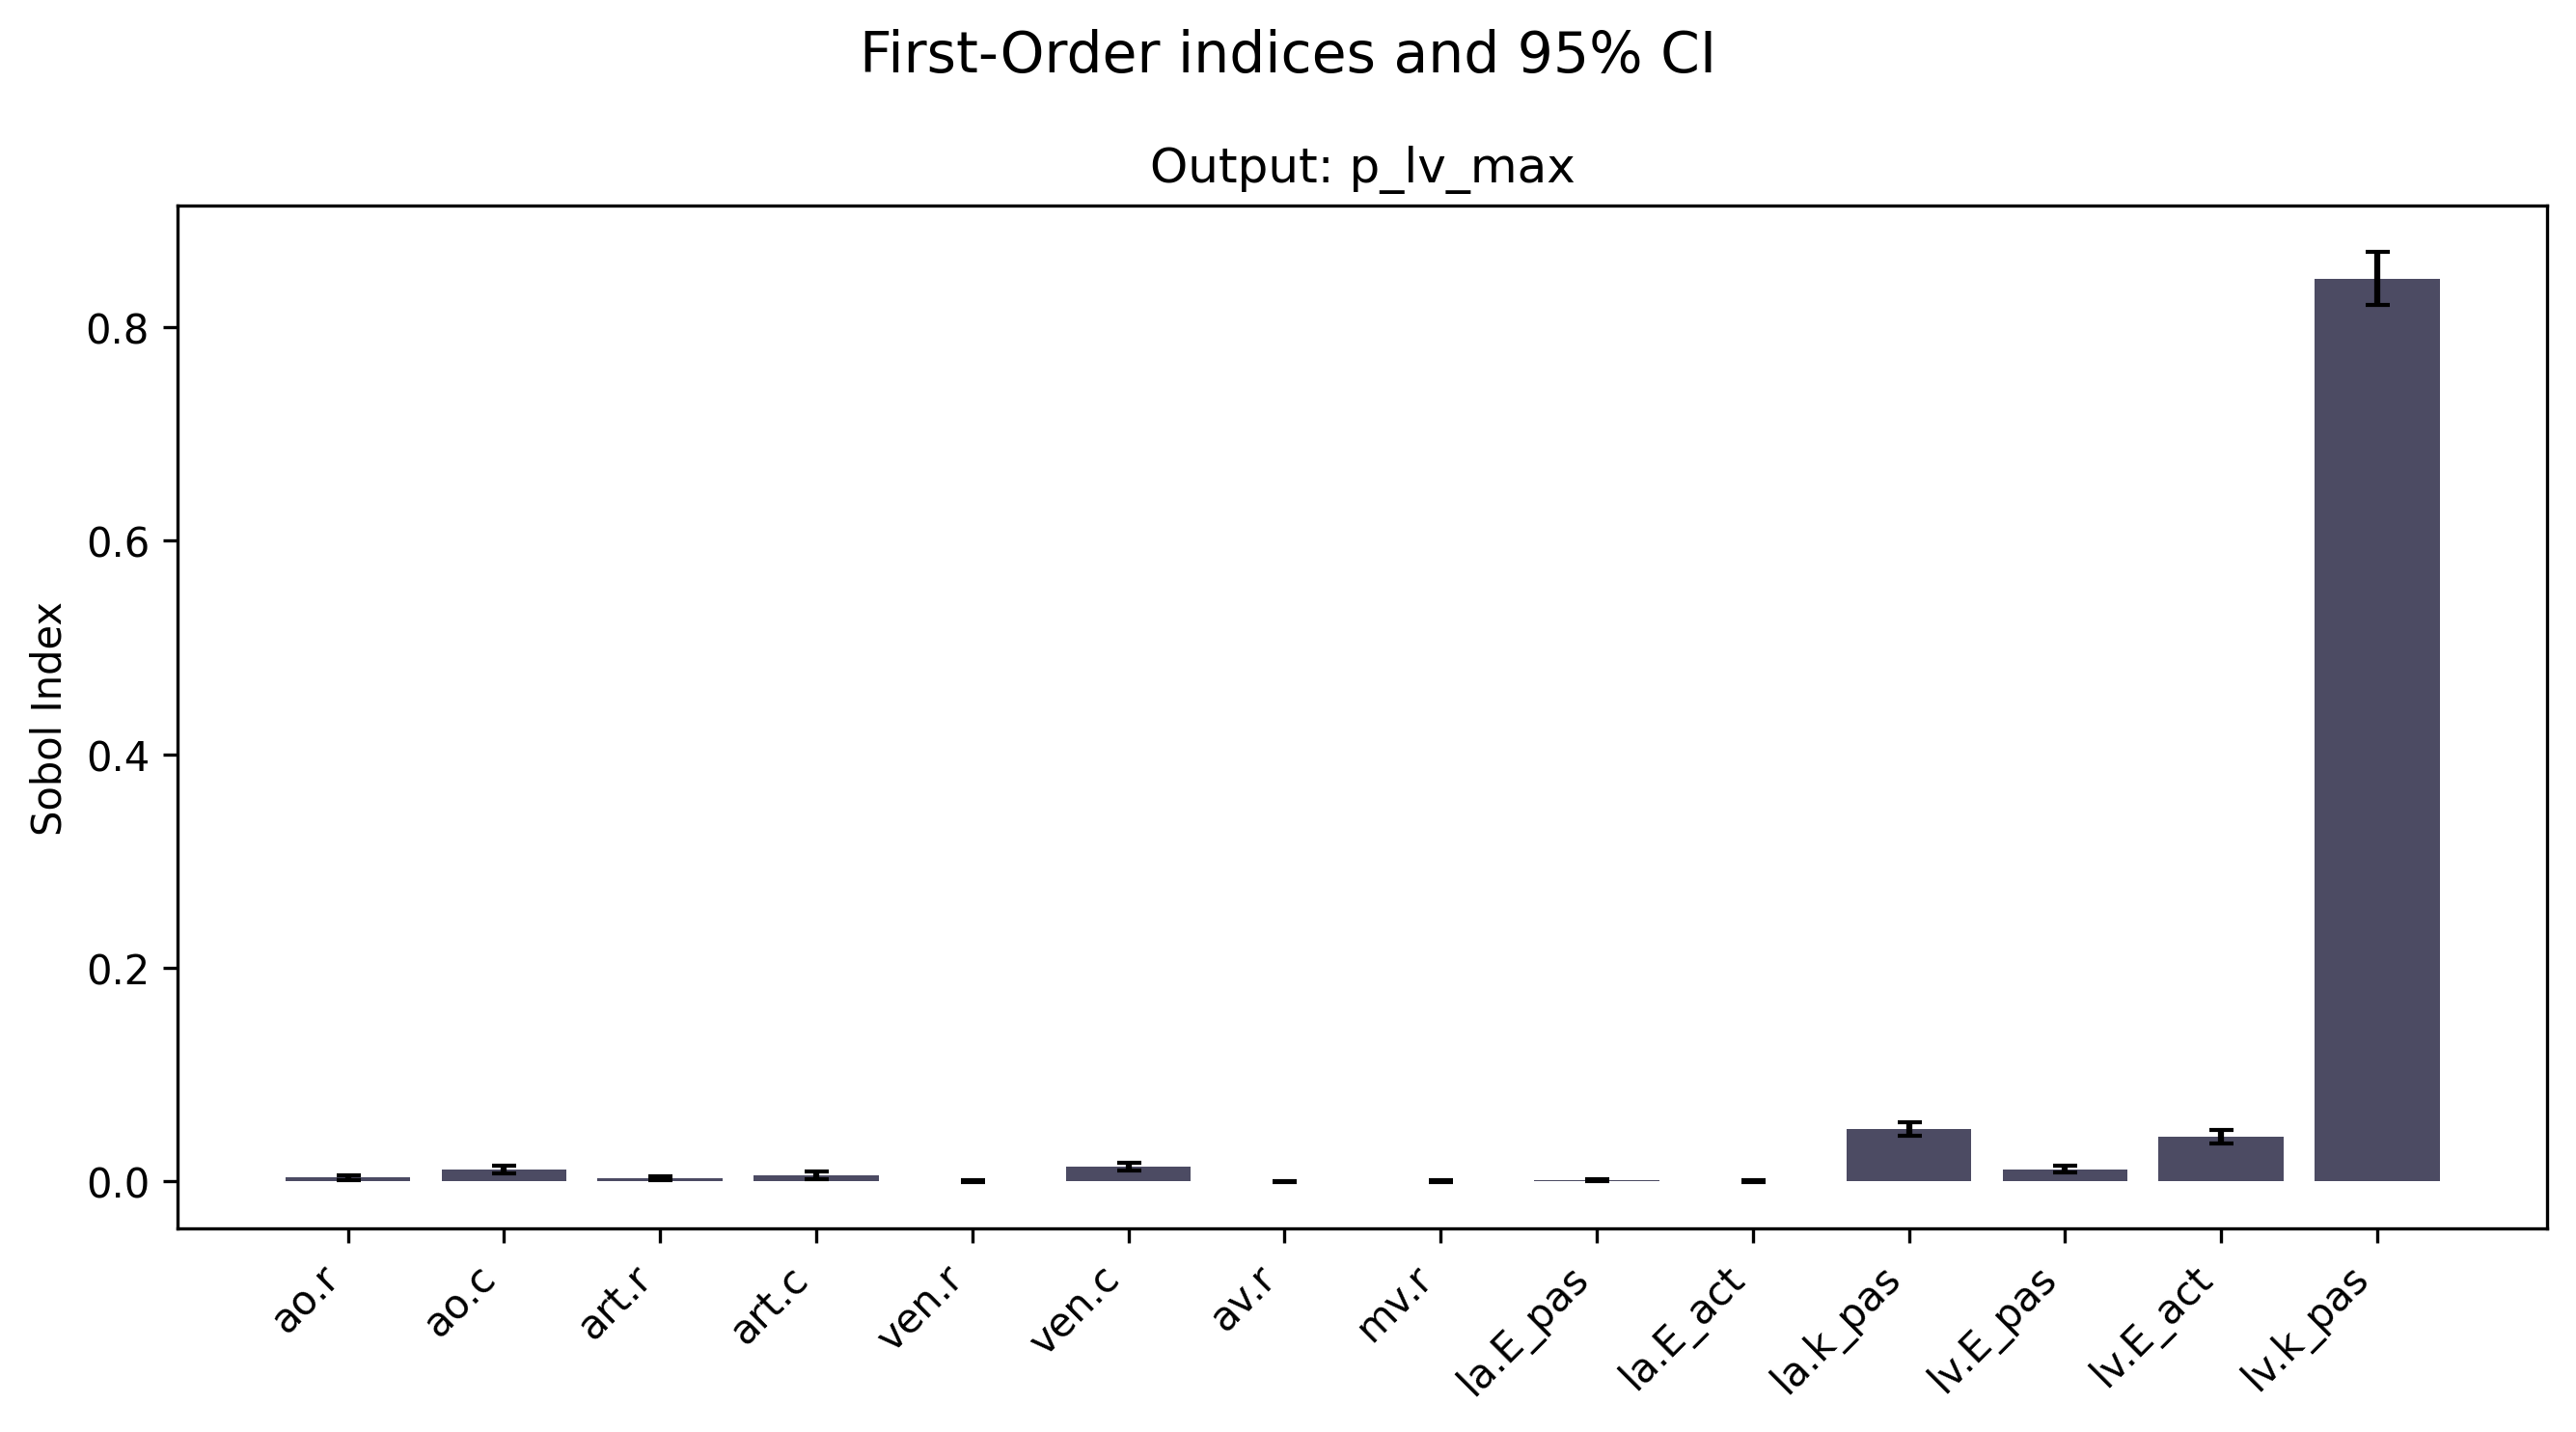 First-Order indices and 95% CI
Output: p_lv_max
Sobol Index
0.8
0.6
0.4
0.2
0.0
ao.r
ao.c
art.r
art.c
ven.r
ven.c
av.r
mv.r
la.E_pas
la.E_act
la.k_pas
lv.E_pas
lv.E_act
lv.k_pas